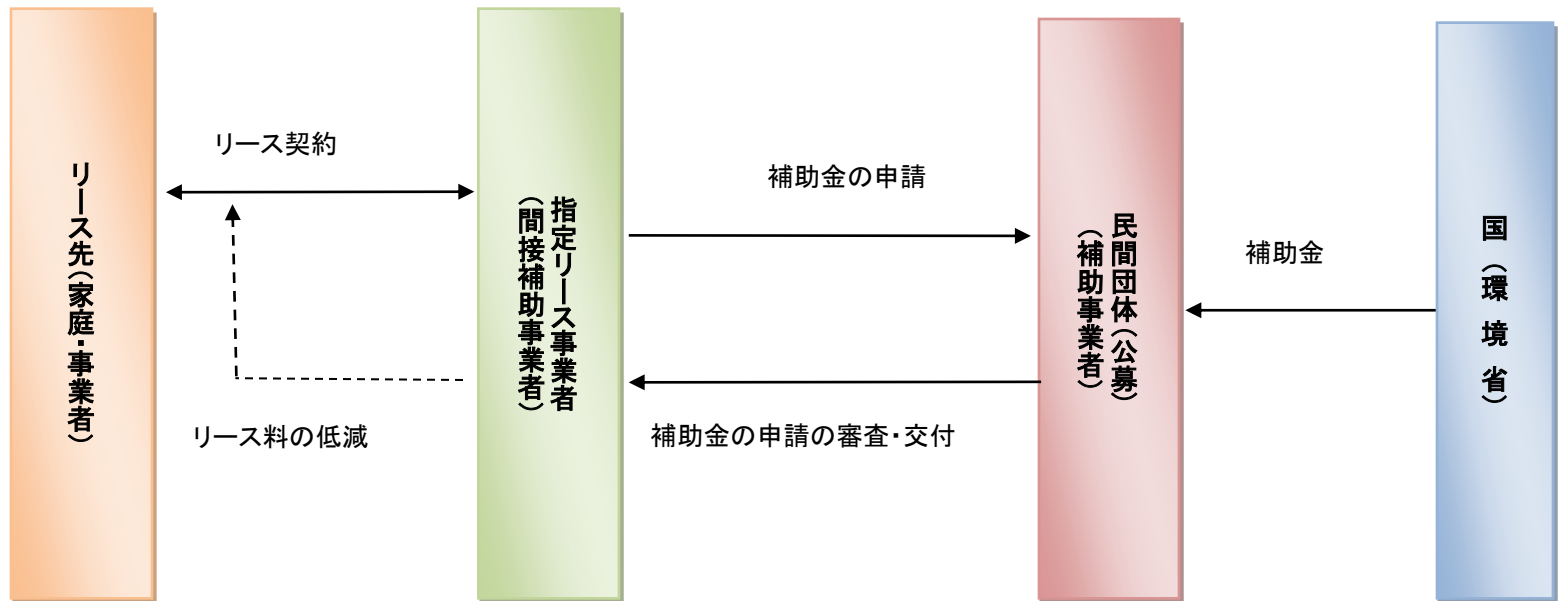 リース先（家庭・事業者）
リース契約
リース料の低減
指定リース事業者
（間接補助事業者）
補助金の申請
補助金の申請の審査・交付
民間団体（公募）
（補助事業者）
補助金
国（環境省）